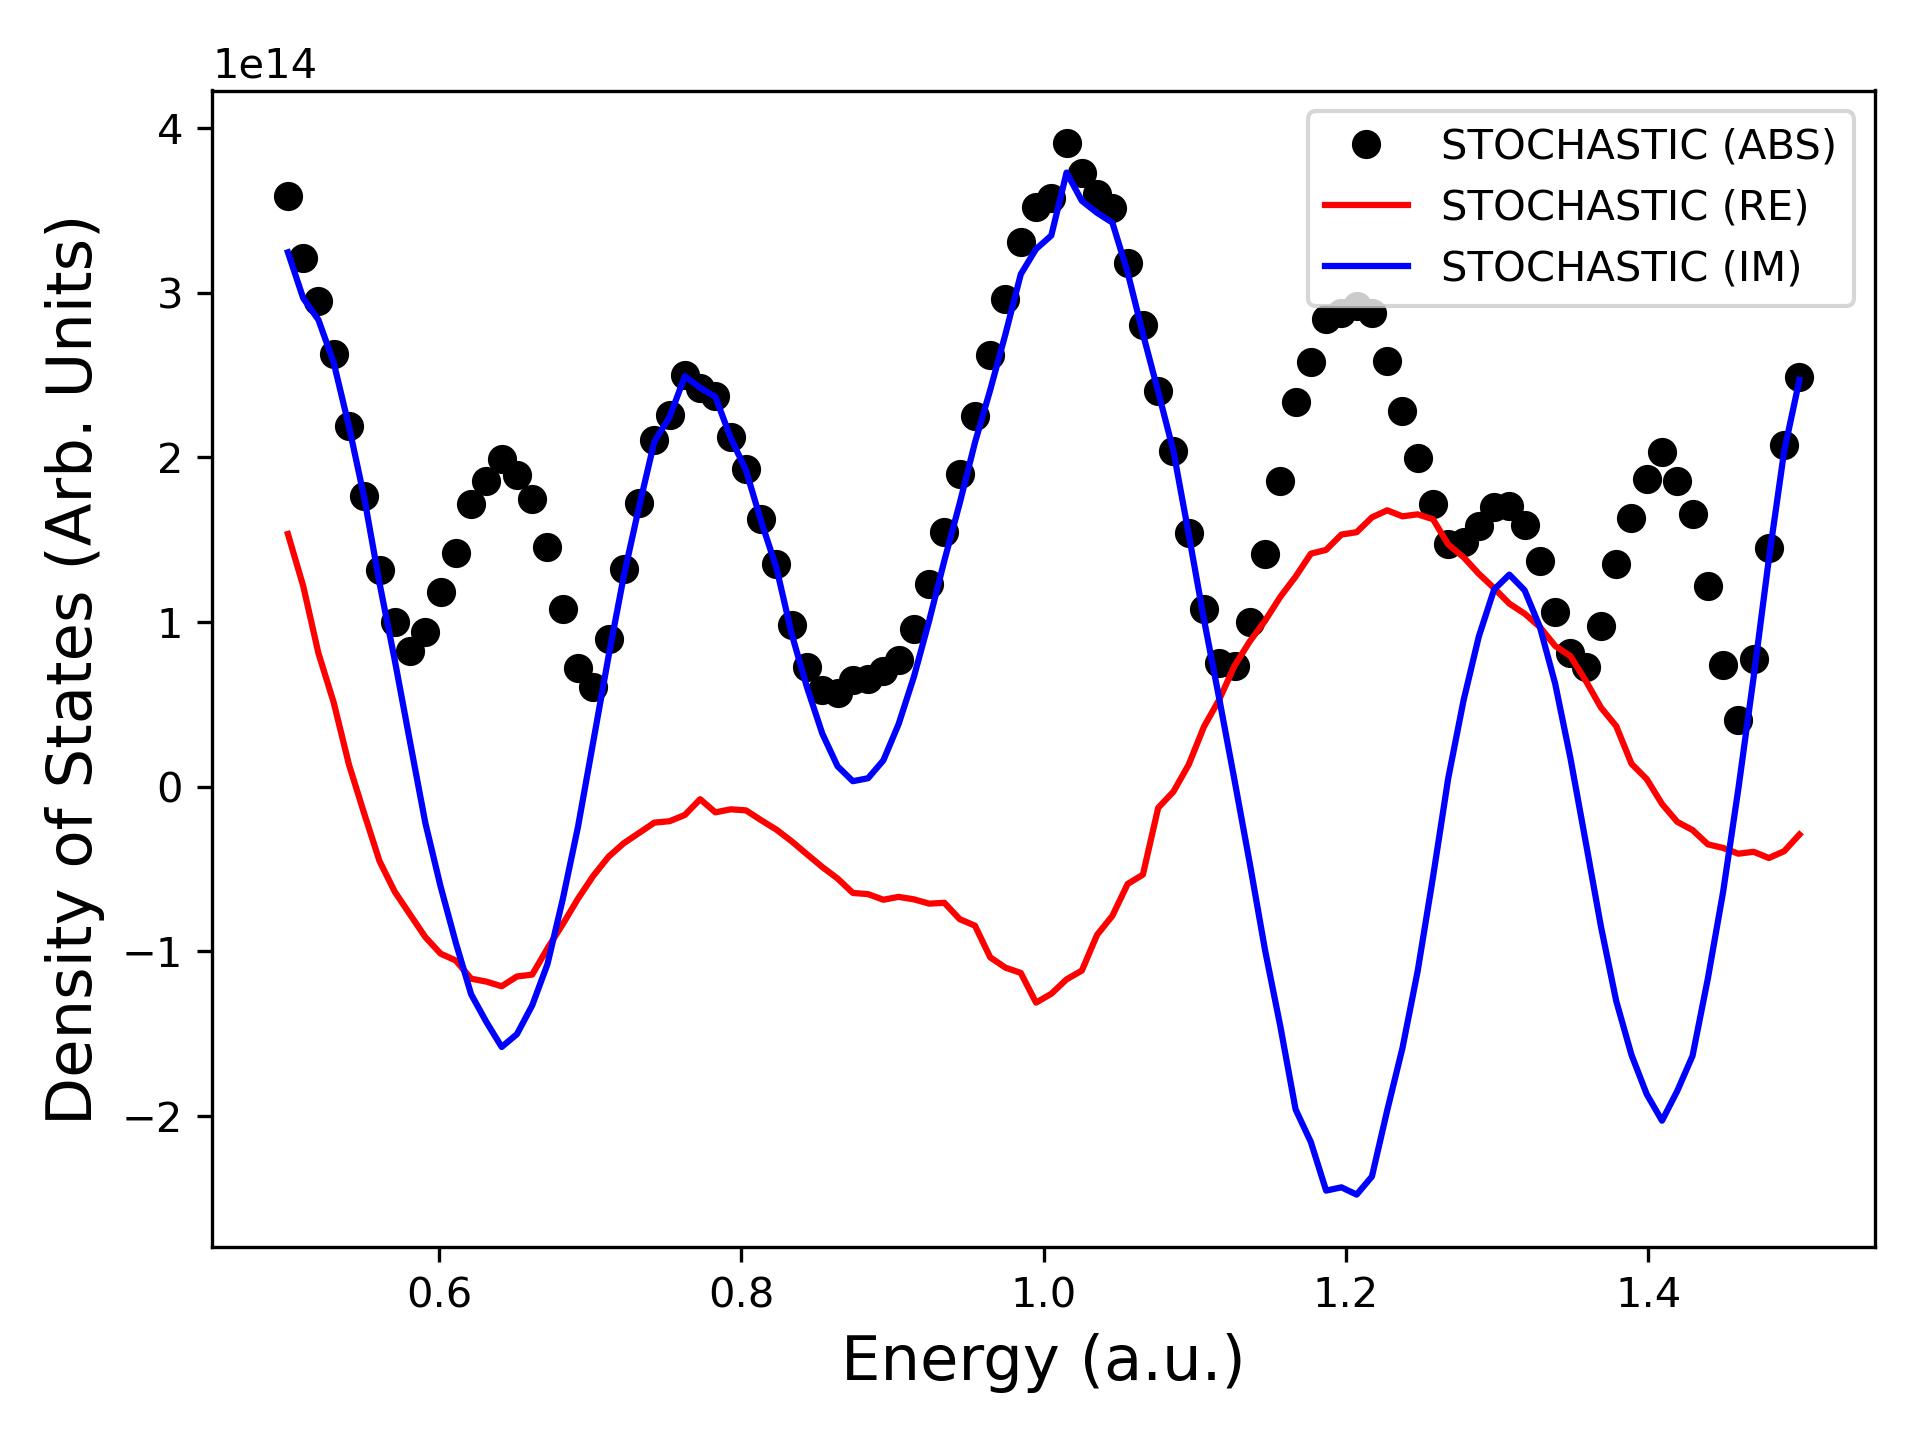 1e14
4
3
2
1
0
−1
−2
Density of States (Arb. Units)
STOCHASTIC (ABS)
STOCHASTIC (RE)
STOCHASTIC (IM)
0.6 0.8 1.0 1.2 1.4
Energy (a.u.)